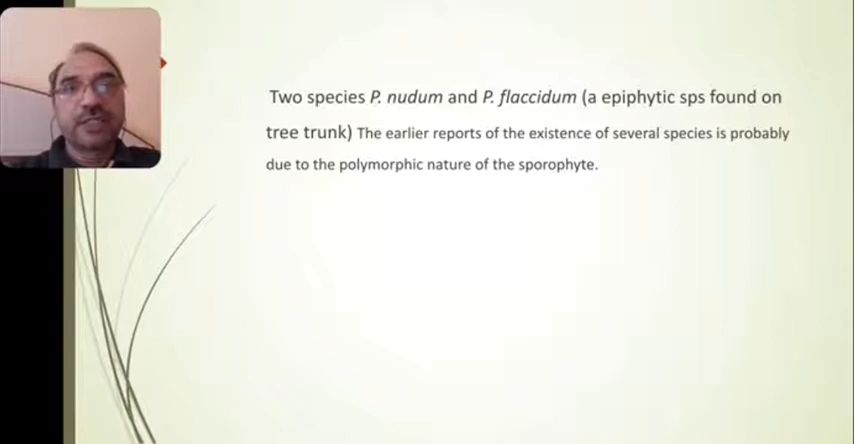 Two species P. nudum and P. flaccidum (a epiphytic sps found on
tree trunk) The earlier reports of the existence of several species is probably
due to the polymorphic nature of the sporophyte.